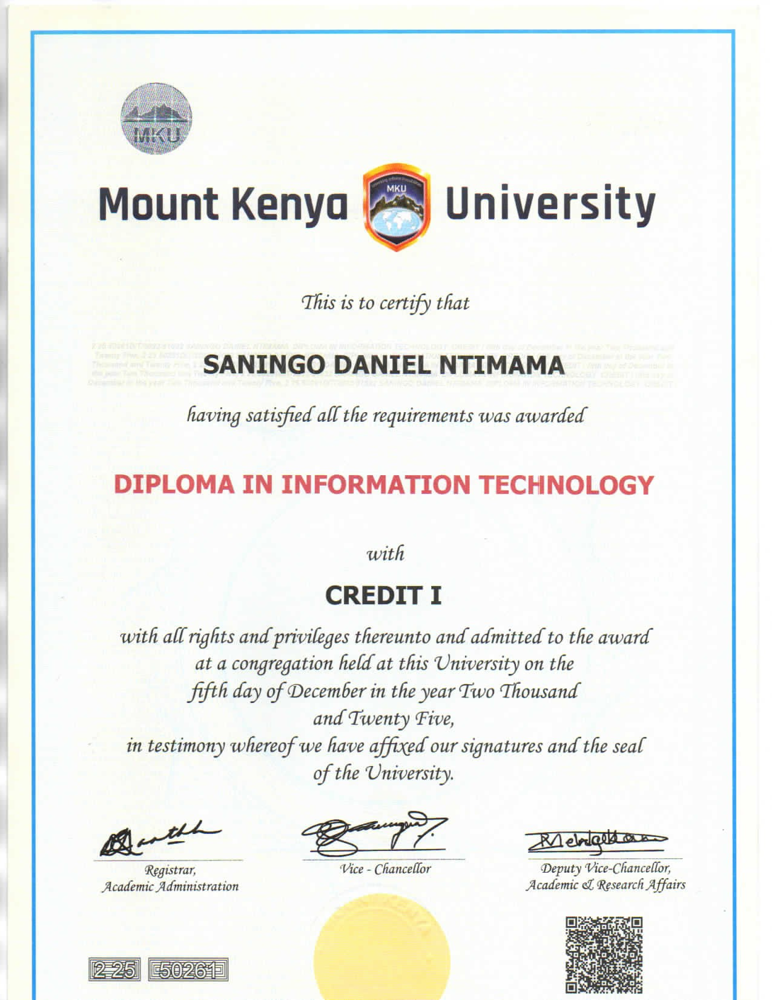 MKU
Mount Kenya University
MKU
This is to certify that
SANINGO DANIEL NTIMAMA
having satisfied all the requirements was awarded
DIPLOMA IN INFORMATION TECHNOLOGY
with
CREDIT I
with all rights and privileges thereunto and admitted to the award
at a congregation held at this University on the
fifth day of December in the year Two Thousand
and Twenty Five,
in testimony whereof we have affixed our signatures and the seal
of the University.
Registrar,
Academic Administration
Vice - Chancellor
Deputy Vice-Chancellor,
Academic & Research Affairs
2 25 50261